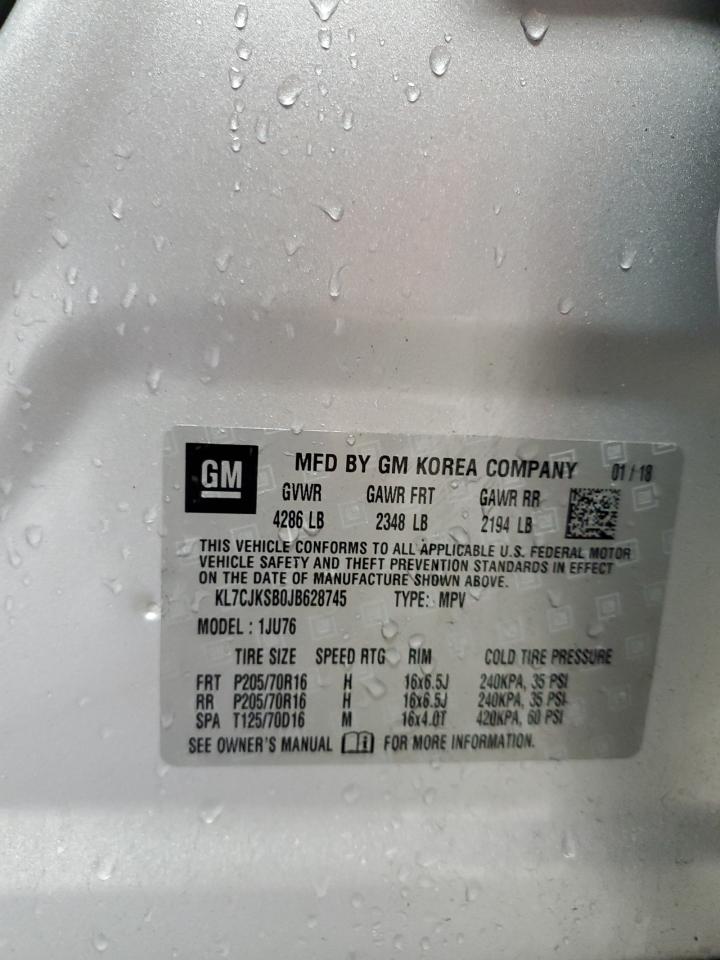 GM MFD BY GM KOREA COMPANY 01 / 18
GVWR GAWR FRT GAWR RR
4286 LB 2348 LB 2194 LB
THIS VEHICLE CONFORMS TO ALL APPLICABLE U.S. FEDERAL MOTOR
VEHICLE SAFETY AND THEFT PREVENTION STANDARDS IN EFFECT
ON THE DATE OF MANUFACTURE SHOWN ABOVE.
KL7CJKSB0JB628745 TYPE: MPV
MODEL : 1JU76
TIRE SIZE SPEED RTG RIM COLD TIRE PRESSURE
FRT P205/70R16 H 16x6.5J 240KPA, 35 PSI
RR P205/70R16 H 16x6.5J 240KPA, 35 PSI
SPA T125/70D16 M 16x4.0T 420KPA, 60 PSI
SEE OWNER'S MANUAL FOR MORE INFORMATION.